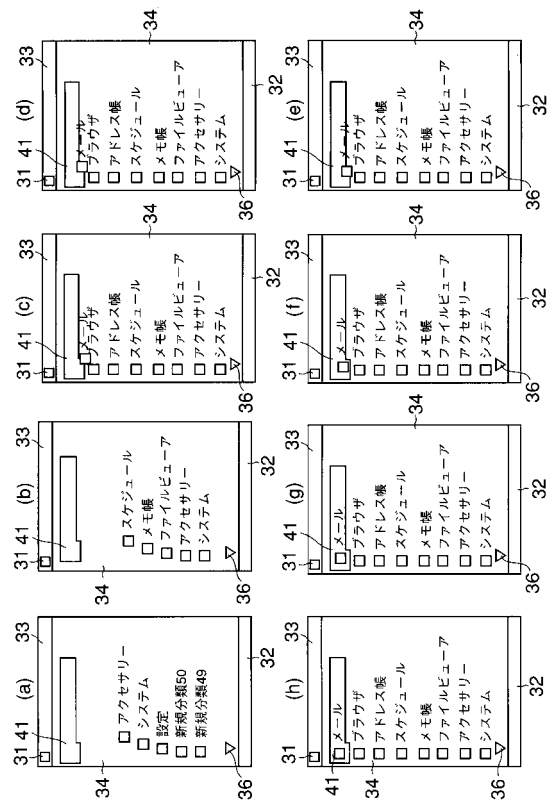 (a)
31 41
33
34
アクセサリー
システム
設定
新規分類50
新規分類49
36
32
(b)
31 41
33
34
スケジュール
メモ帳
ファイルビューア
アクセサリー
システム
36
32
(c)
31
41
33
メール
ブラウザ
アドレス帳
スケジュール
メモ帳
ファイルビューア
アクセサリー
システム
34
36
32
(d)
31
41
33
メール
ブラウザ
アドレス帳
スケジュール
メモ帳
ファイルビューア
アクセサリー
システム
34
36
32
(h)
31
33
41
メール
ブラウザ
34
アドレス帳
スケジュール
メモ帳
ファイルビューア
アクセサリー
システム
36
32
(g)
31
41
33
メール
ブラウザ
アドレス帳
スケジュール
メモ帳
ファイルビューア
アクセサリー
システム
34
36
32
(f)
31
41
33
メール
ブラウザ
アドレス帳
スケジュール
メモ帳
ファイルビューア
アクセサリー
システム
34
36
32
(e)
31
41
33
メール
ブラウザ
アドレス帳
スケジュール
メモ帳
ファイルビューア
アクセサリー
システム
34
36
32